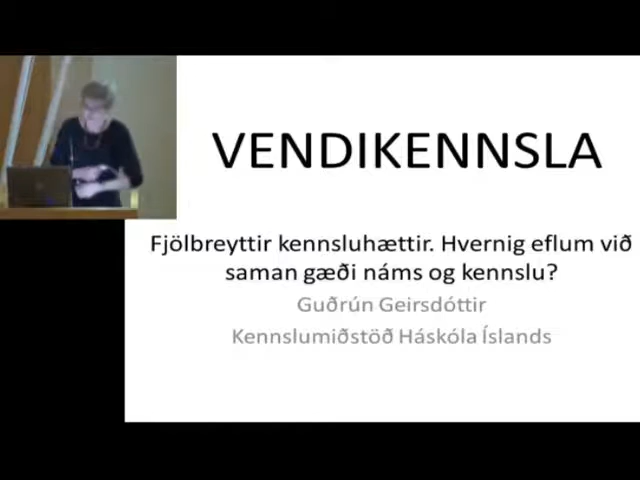 VENDIKENNSLA
Fjölbreyttir kennsluhættir. Hvernig eflum við
saman gæði náms og kennslu?
Guðrún Geirsdóttir
Kennslumiðstöð Háskóla Íslands